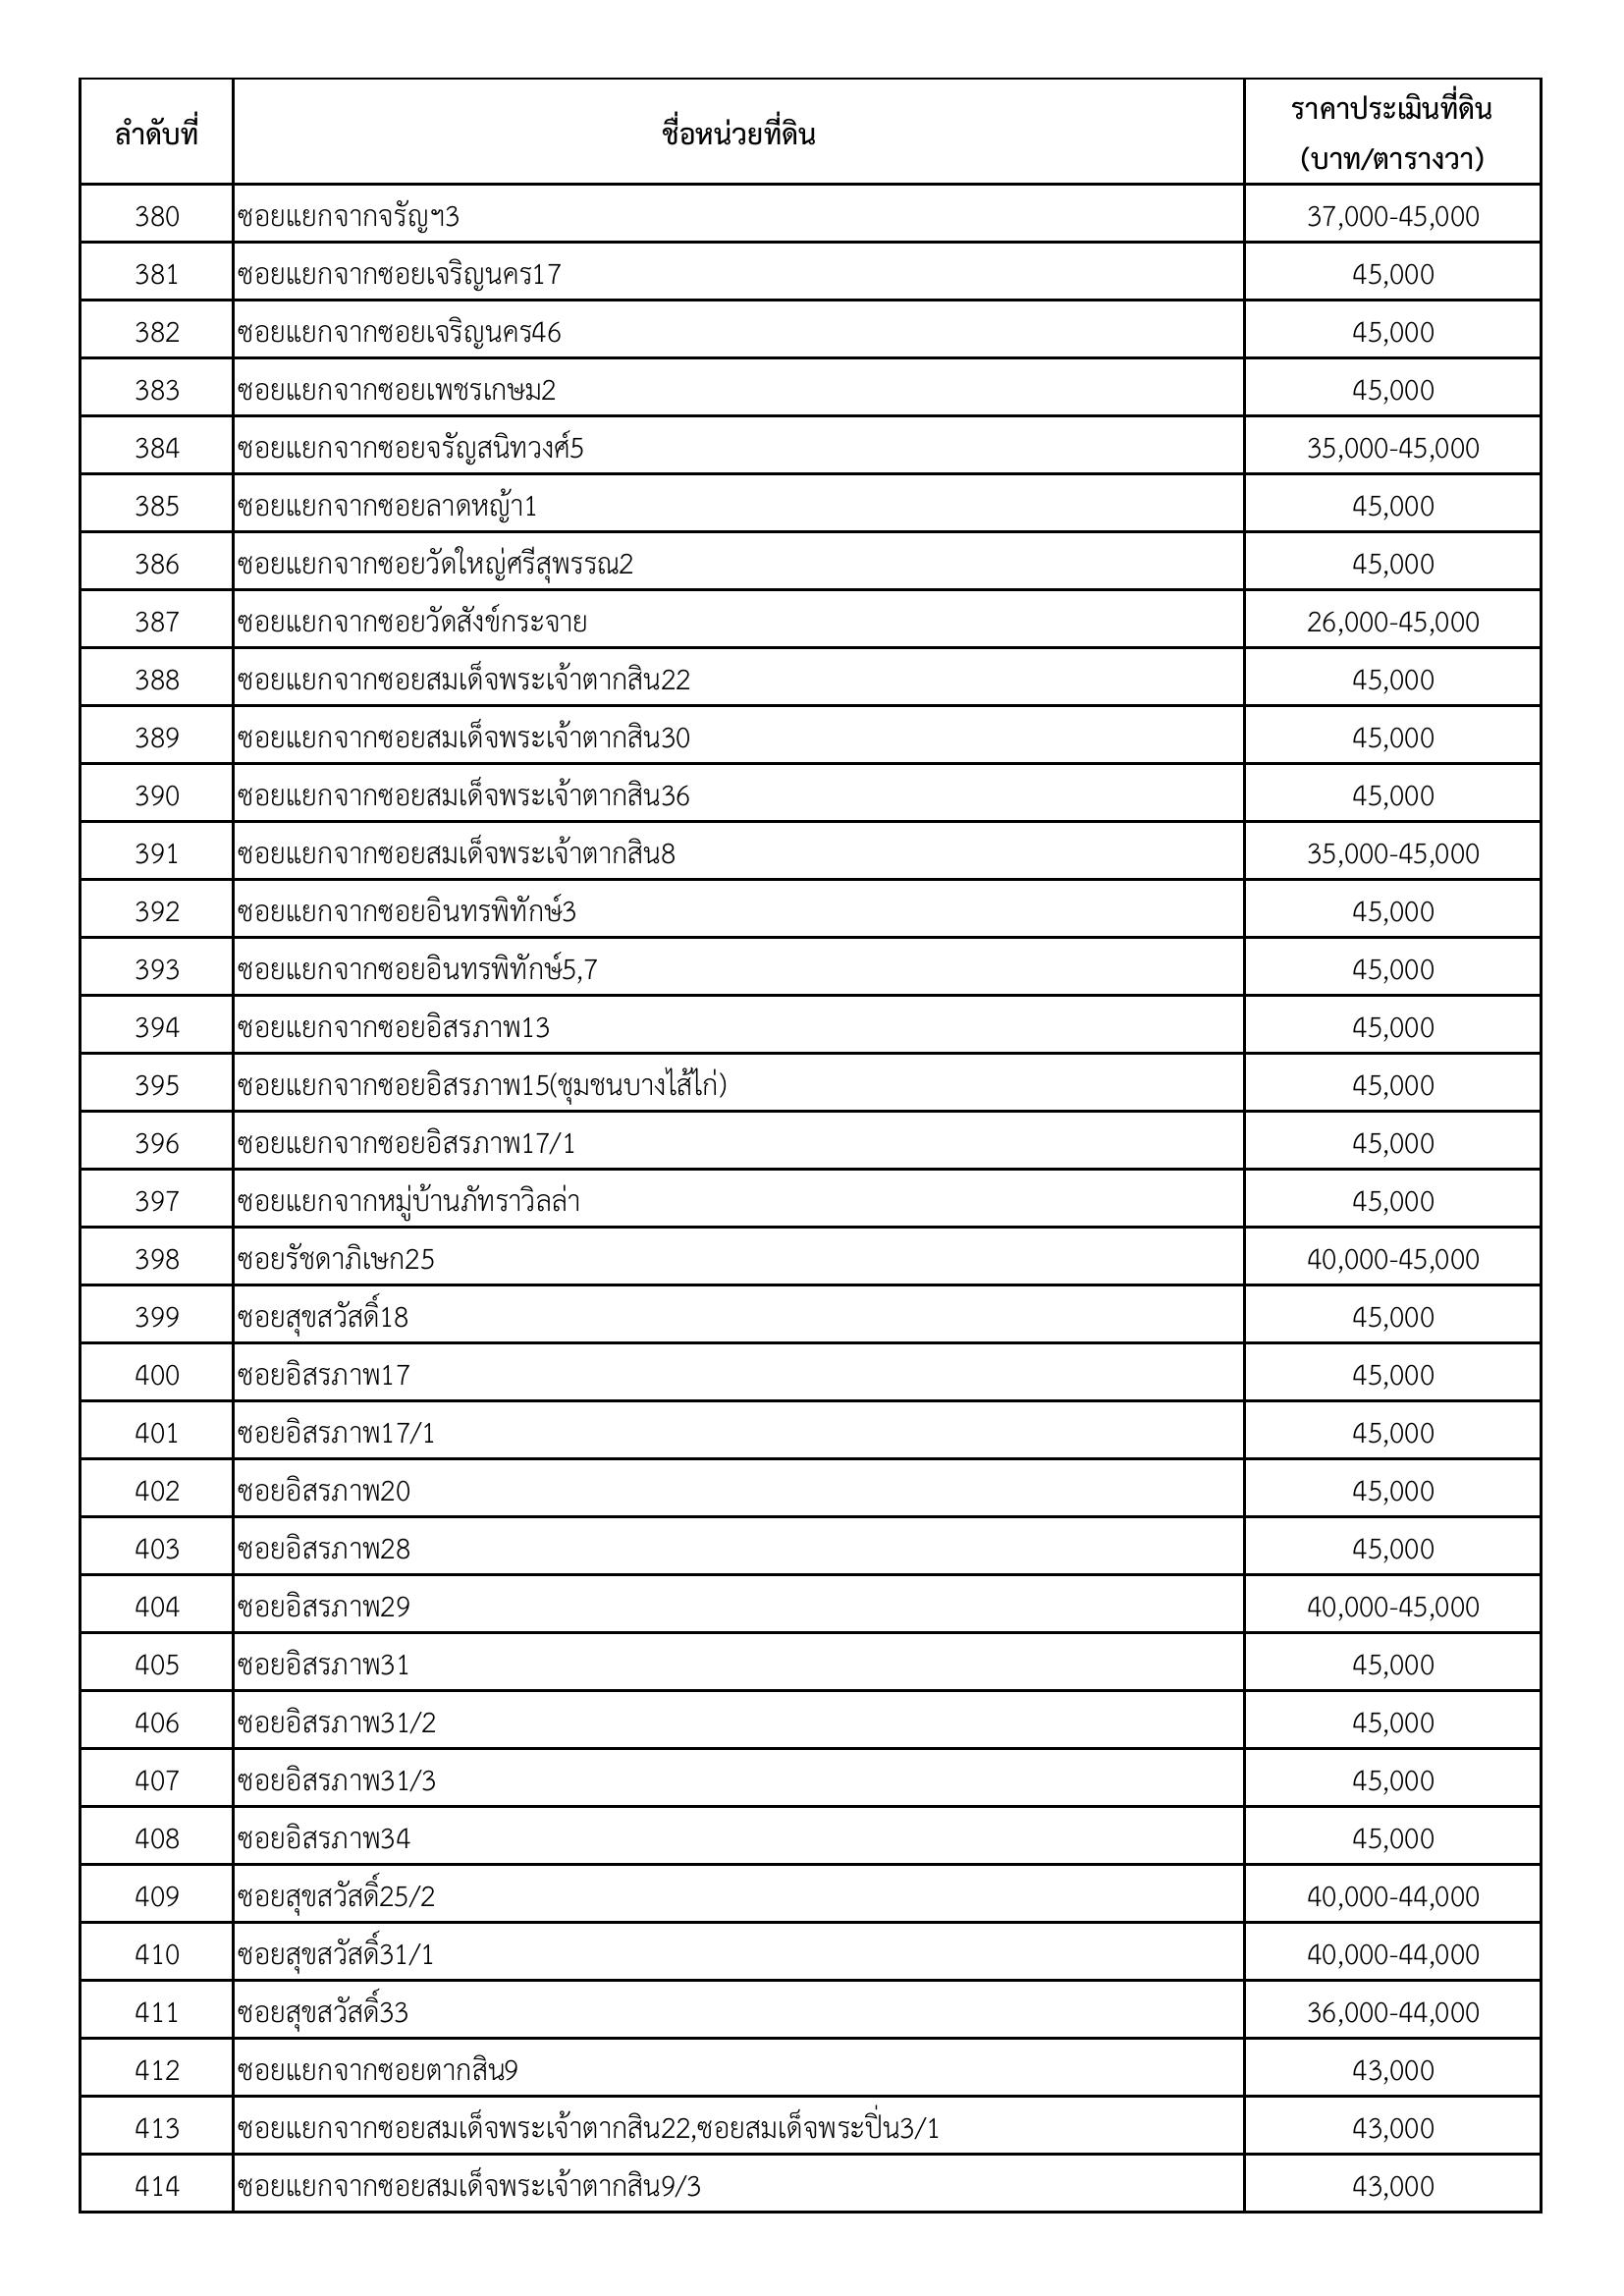 ลำดับที่ ชื่อหน่วยที่ดิน ราคาประเมินที่ดิน
(บาท/ตารางวา)
380 ซอยแยกจากจรัญฯ3 37,000-45,000
381 ซอยแยกจากซอยเจริญนคร17 45,000
382 ซอยแยกจากซอยเจริญนคร46 45,000
383 ซอยแยกจากซอยเพชรเกษม2 45,000
384 ซอยแยกจากซอยจรัญสนิทวงศ์5 35,000-45,000
385 ซอยแยกจากซอยลาดหญ้า1 45,000
386 ซอยแยกจากซอยวัดใหญ่ศรีสุพรรณ2 45,000
387 ซอยแยกจากซอยวัดสังข์กระจาย 26,000-45,000
388 ซอยแยกจากซอยสมเด็จพระเจ้าตากสิน22 45,000
389 ซอยแยกจากซอยสมเด็จพระเจ้าตากสิน30 45,000
390 ซอยแยกจากซอยสมเด็จพระเจ้าตากสิน36 45,000
391 ซอยแยกจากซอยสมเด็จพระเจ้าตากสิน8 35,000-45,000
392 ซอยแยกจากซอยอินทรพิทักษ์3 45,000
393 ซอยแยกจากซอยอินทรพิทักษ์5,7 45,000
394 ซอยแยกจากซอยอิสรภาพ13 45,000
395 ซอยแยกจากซอยอิสรภาพ15(ชุมชนบางไส้ไก่) 45,000
396 ซอยแยกจากซอยอิสรภาพ17/1 45,000
397 ซอยแยกจากหมู่บ้านภัทราวิลล่า 45,000
398 ซอยรัชดาภิเษก25 40,000-45,000
399 ซอยสุขสวัสดิ์18 45,000
400 ซอยอิสรภาพ17 45,000
401 ซอยอิสรภาพ17/1 45,000
402 ซอยอิสรภาพ20 45,000
403 ซอยอิสรภาพ28 45,000
404 ซอยอิสรภาพ29 40,000-45,000
405 ซอยอิสรภาพ31 45,000
406 ซอยอิสรภาพ31/2 45,000
407 ซอยอิสรภาพ31/3 45,000
408 ซอยอิสรภาพ34 45,000
409 ซอยสุขสวัสดิ์25/2 40,000-44,000
410 ซอยสุขสวัสดิ์31/1 40,000-44,000
411 ซอยสุขสวัสดิ์33 36,000-44,000
412 ซอยแยกจากซอยตากสิน9 43,000
413 ซอยแยกจากซอยสมเด็จพระเจ้าตากสิน22,ซอยสมเด็จพระปิ่น3/1 43,000
414 ซอยแยกจากซอยสมเด็จพระเจ้าตากสิน9/3 43,000